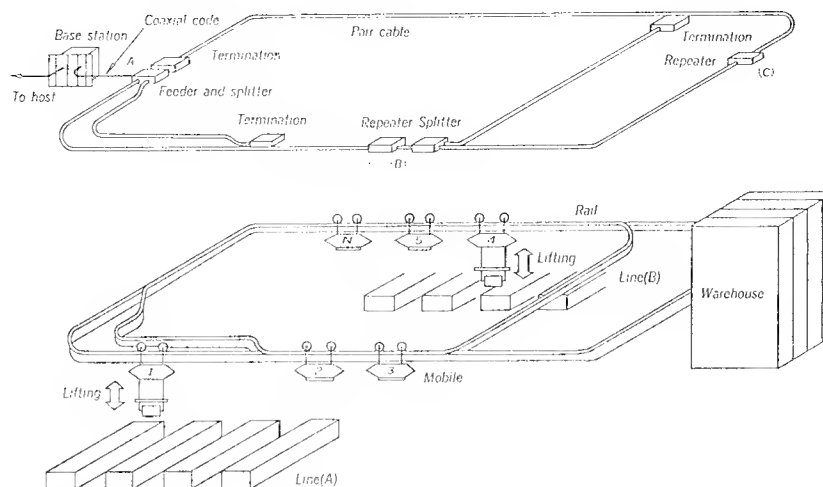 Coaxial code
Base station
A
Pair cable
Termination
Termination
Repeater
(C)
To host
Feeder and splitter
Termination
Repeater Splitter
(B)
Rail
N
5
4
Lifting
Line(B)
Warehouse
1
2
3
Mobile
Lifting
Line(A)